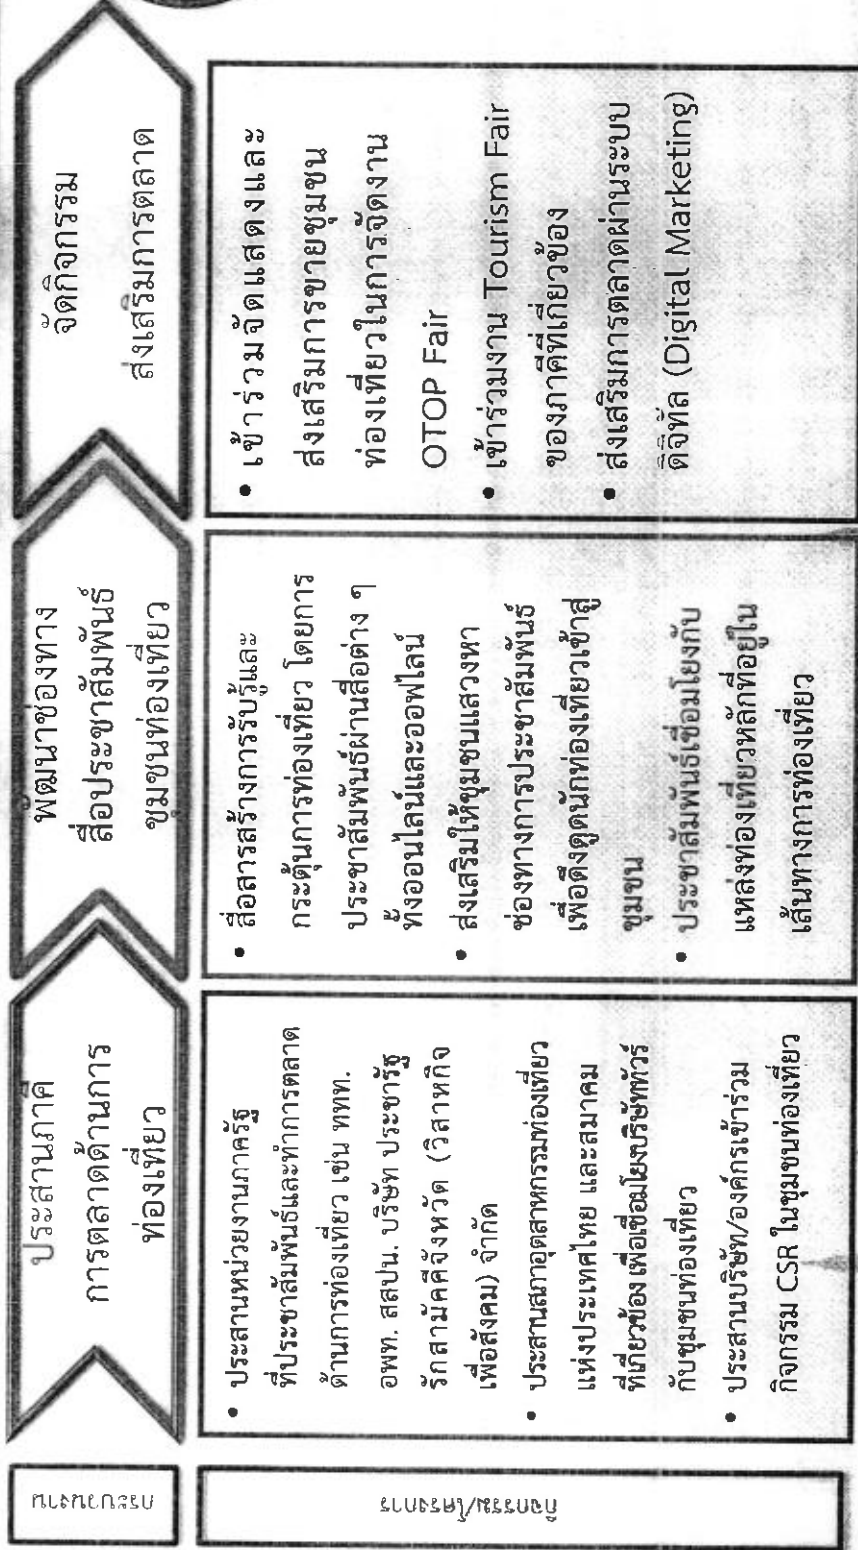 กระบวนงาน
ประสานภาคี
การตลาดด้านการ
ท่องเที่ยว
พัฒนาช่องทาง
สื่อประชาสัมพันธ์
ชุมชนท่องเที่ยว
จัดกิจกรรม
ส่งเสริมการตลาด
กิจกรรม/โครงการ
• ประสานหน่วยงานภาครัฐ
ที่ประชาสัมพันธ์และทำการตลาด
ด้านการท่องเที่ยว เช่น ททท.
อพท. สสปน. บริษัท ประชารัฐ
รักสามัคคีจังหวัด (วิสาหกิจ
เพื่อสังคม) จำกัด
• ประสานสภาอุตสาหกรรมท่องเที่ยว
แห่งประเทศไทย และสมาคม
ที่เกี่ยวข้อง เพื่อเชื่อมโยงบริษัททัวร์
กับชุมชนท่องเที่ยว
• ประสานบริษัท/องค์กรเข้าร่วม
กิจกรรม CSR ในชุมชนท่องเที่ยว
• สื่อสารสร้างการรับรู้และ
กระตุ้นการท่องเที่ยว โดยการ
ประชาสัมพันธ์ผ่านสื่อต่าง ๆ
ทั้งออนไลน์และออฟไลน์
• ส่งเสริมให้ชุมชนแสวงหา
ช่องทางการประชาสัมพันธ์
เพื่อดึงดูดนักท่องเที่ยวเข้าสู่
ชุมชน
• ประชาสัมพันธ์เชื่อมโยงกับ
แหล่งท่องเที่ยวหลักที่อยู่ใน
เส้นทางการท่องเที่ยว
• เข้าร่วมจัดแสดงและ
ส่งเสริมการขายชุมชน
ท่องเที่ยวในการจัดงาน
OTOP Fair
• เข้าร่วมงาน Tourism Fair
ของภาคีที่เกี่ยวข้อง
• ส่งเสริมการตลาดผ่านระบบ
ดิจิทัล (Digital Marketing)